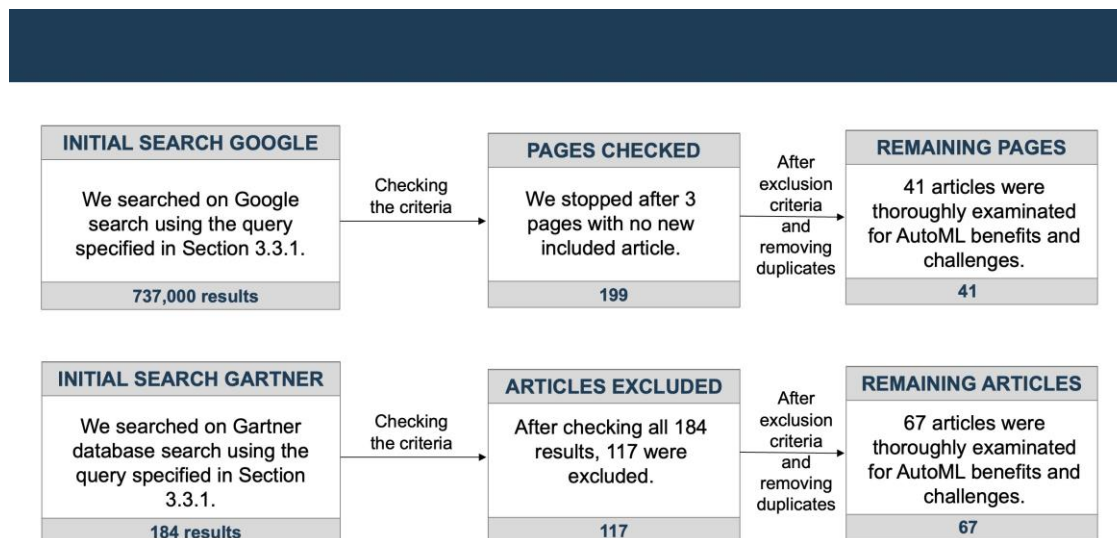 INITIAL SEARCH GOOGLE
We searched on Google
search using the query
specified in Section 3.3.1.
737,000 results
Checking
the criteria
PAGES CHECKED
We stopped after 3
pages with no new
included article.
199
After
exclusion
criteria
and
removing
duplicates
REMAINING PAGES
41 articles were
thoroughly examinated
for AutoML benefits and
challenges.
41
INITIAL SEARCH GARTNER
We searched on Gartner
database search using the
query specified in Section
3.3.1.
184 results
Checking
the criteria
ARTICLES EXCLUDED
After checking all 184
results, 117 were
excluded.
117
After
exclusion
criteria
and
removing
duplicates
REMAINING ARTICLES
67 articles were
thoroughly examinated
for AutoML benefits and
challenges.
67